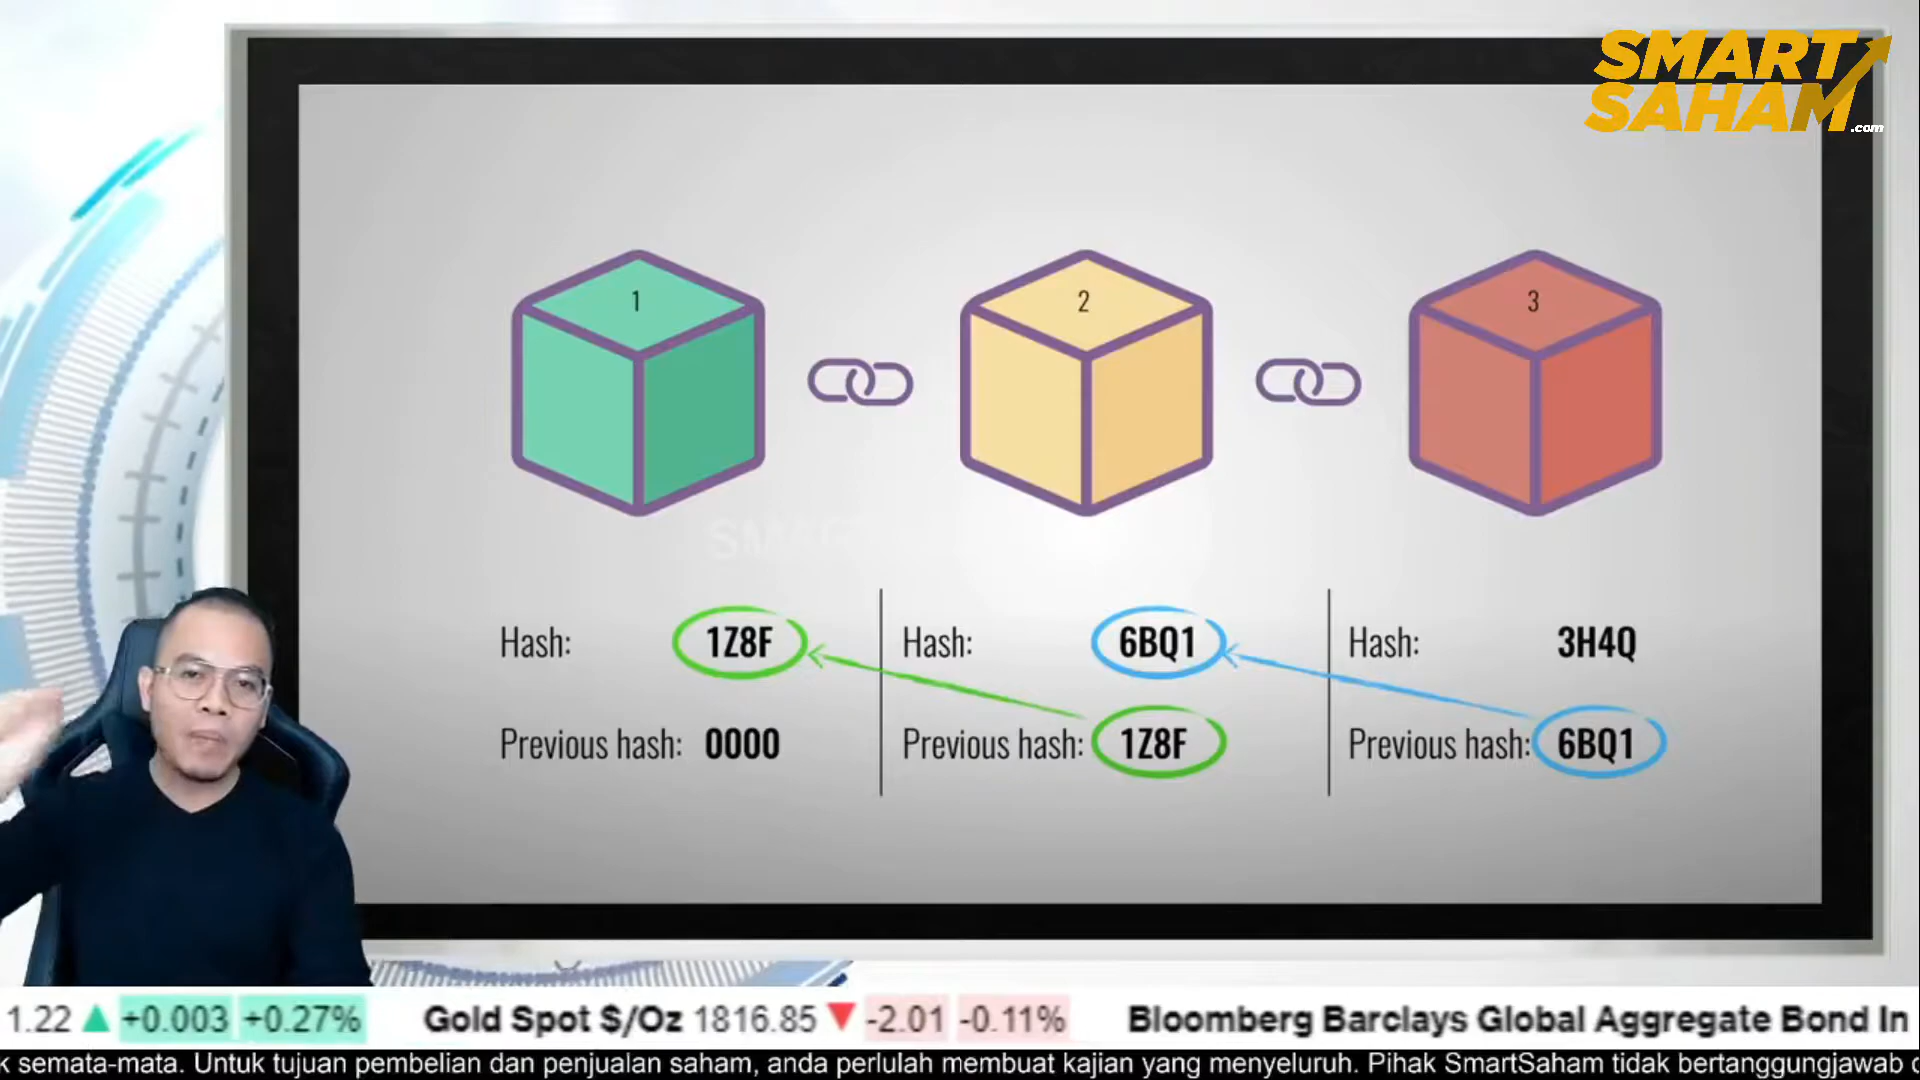 SMART
SAHAM
.com
1
2
3
SMART
Hash: 1Z8F
Hash: 6BQ1
Hash: 3H4Q
Previous hash: 0000
Previous hash: 1Z8F
Previous hash: 6BQ1
1.22 ▲ +0.003 +0.27% Gold Spot $/Oz 1816.85 ▼ -2.01 -0.11% Bloomberg Barclays Global Aggregate Bond In
k semata-mata. Untuk tujuan pembelian dan penjualan saham, anda perlulah membuat kajian yang menyeluruh. Pihak SmartSaham tidak bertanggungjawab